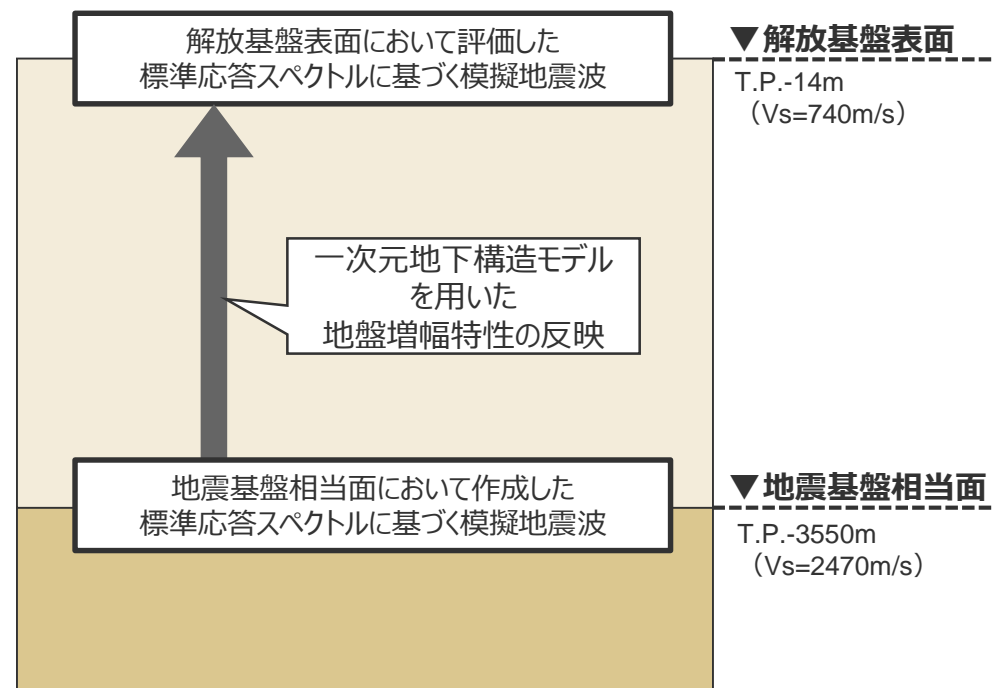 解放基盤表面において評価した
標準応答スペクトルに基づく模擬地震波
▼解放基盤表面
T.P.-14m
（Vs=740m/s）
一次元地下構造モデル
を用いた
地盤増幅特性の反映
地震基盤相当面において作成した
標準応答スペクトルに基づく模擬地震波
▼地震基盤相当面
T.P.-3550m
（Vs=2470m/s）